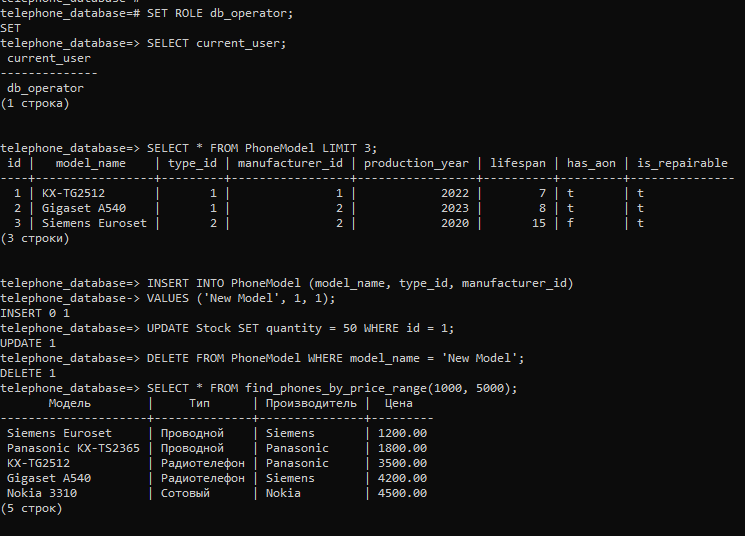 telephone_database=# SET ROLE db_operator;
SET
telephone_database=> SELECT current_user;
 current_user
--------------
 db_operator
(1 строка)

telephone_database=> SELECT * FROM PhoneModel LIMIT 3;
 id |   model_name    | type_id | manufacturer_id | production_year | lifespan | has_aon | is_repairable
----+-----------------+---------+-----------------+-----------------+----------+---------+---------------
  1 | KX-TG2512       |       1 |               1 |            2022 |        7 | t       | t
  2 | Gigaset A540    |       1 |               2 |            2023 |        8 | t       | t
  3 | Siemens Euroset |       2 |               2 |            2020 |       15 | f       | t
(3 строки)

telephone_database=> INSERT INTO PhoneModel (model_name, type_id, manufacturer_id)
telephone_database-> VALUES ('New Model', 1, 1);
INSERT 0 1
telephone_database=> UPDATE Stock SET quantity = 50 WHERE id = 1;
UPDATE 1
telephone_database=> DELETE FROM PhoneModel WHERE model_name = 'New Model';
DELETE 1
telephone_database=> SELECT * FROM find_phones_by_price_range(1000, 5000);
       Модель        |     Тип      | Производитель |  Цена
---------------------+--------------+---------------+---------
 Siemens Euroset     | Проводной    | Siemens       | 1200.00
 Panasonic KX-TS2365 | Проводной    | Panasonic     | 1800.00
 KX-TG2512           | Радиотелефон | Panasonic     | 3500.00
 Gigaset A540        | Радиотелефон | Siemens       | 4200.00
 Nokia 3310          | Сотовый      | Nokia         | 4500.00
(5 строк)